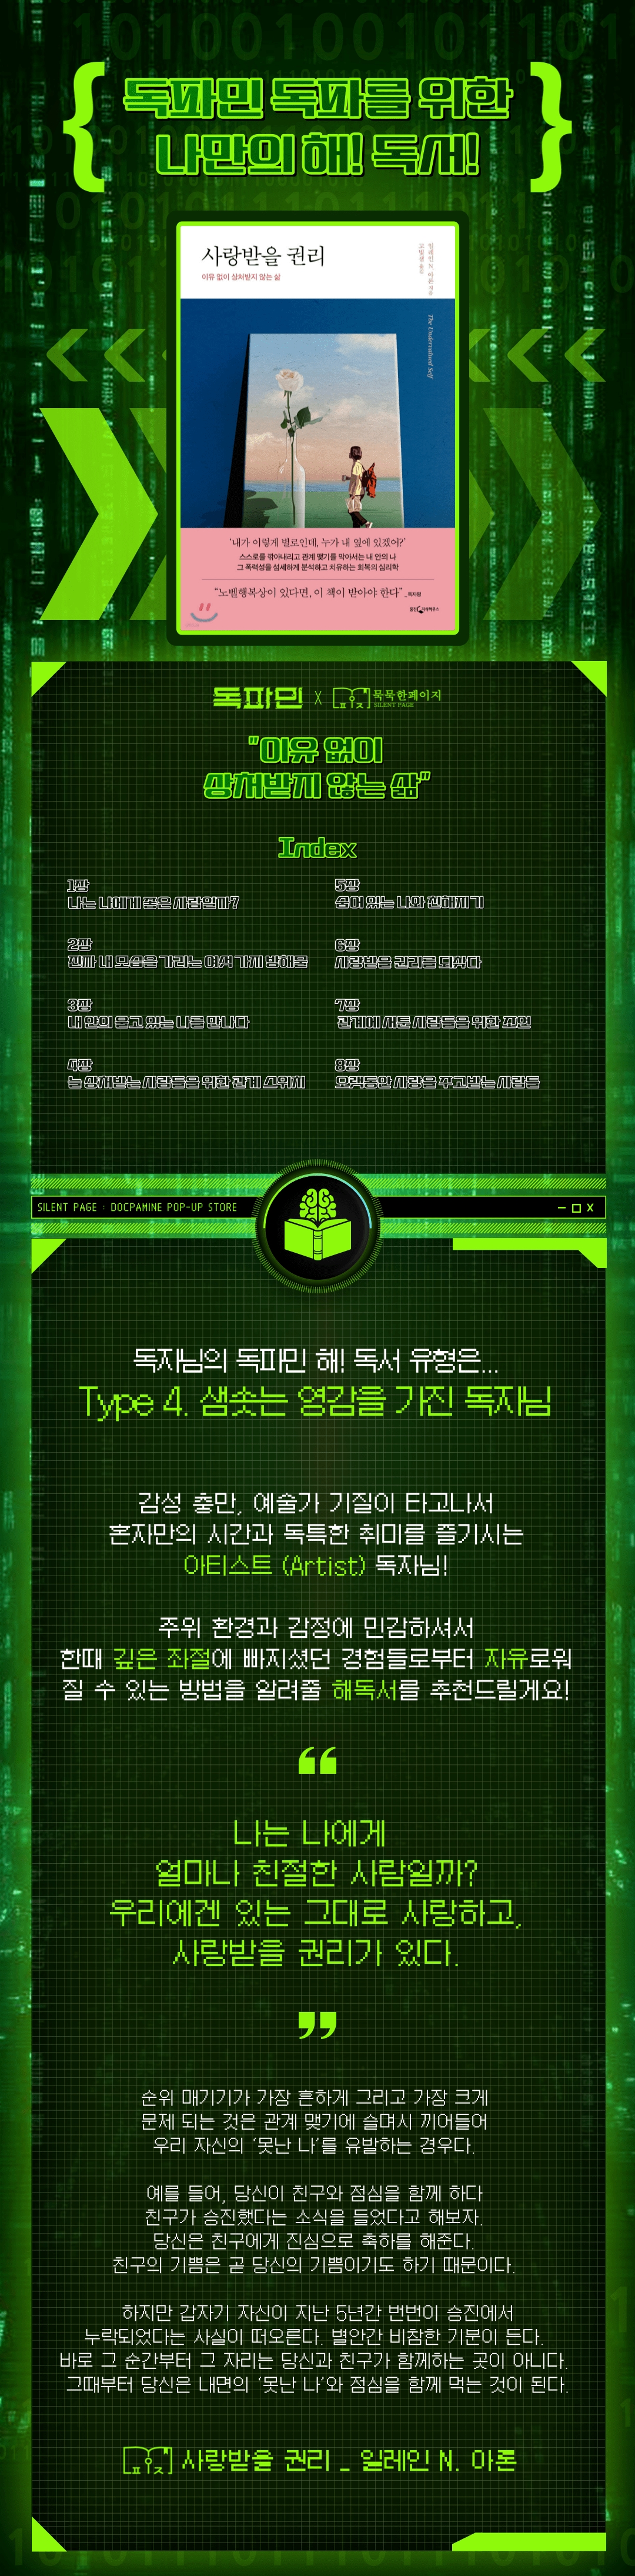 독파민 독파를 위한
나만의 해! 독서!
사랑받을 권리
이유 없이 상처받지 않는 삶
일레인 N. 아론 지음
고빛샘 옮김
The Undervalued Self
'내가 이렇게 별로인데, 누가 내 옆에 있겠어?'
스스로를 깎아내리고 관계 맺기를 막아서는 내 안의 나
그 폭력성을 섬세하게 분석하고 치유하는 회복의 심리학
"노벨행복상이 있다면, 이 책이 받아야 한다" _독자평
웅진지식하우스
독파민 X 묵묵한페이지
SILENT PAGE
"이유 없이
상처받지 않는 삶"
Index
1장
나는 나에게 좋은 사람일까?
2장
진짜 내 모습을 가리는 여섯 가지 방해물
3장
내 안의 울고 있는 나를 만나다
4장
늘 상처받는 사람들을 위한 관계 스위치
5장
숨어 있는 나와 친해지기
6장
사랑받을 권리를 되찾다
7장
관계에 서툰 사람들을 위한 조언
8장
오랫동안 사랑을 주고받는 사람들
SILENT PAGE : DOCPAMINE POP-UP STORE
독자님의 독파민 해! 독서 유형은...
Type 4. 샘솟는 영감을 가진 독자님
감성 충만, 예술가 기질이 타고나서
혼자만의 시간과 독특한 취미를 즐기시는
아티스트 (Artist) 독자님!
주위 환경과 감정에 민감하셔서
한때 깊은 좌절에 빠지셨던 경험들로부터 자유로워
질 수 있는 방법을 알려줄 해독서를 추천드릴게요!
“
나는 나에게
얼마나 친절한 사람일까?
우리에겐 있는 그대로 사랑하고,
사랑받을 권리가 있다.
”
순위 매기기가 가장 흔하게 그리고 가장 크게
문제 되는 것은 관계 맺기에 슬며시 끼어들어
우리 자신의 '못난 나'를 유발하는 경우다.
예를 들어, 당신이 친구와 점심을 함께 하다
친구가 승진했다는 소식을 들었다고 해보자.
당신은 친구에게 진심으로 축하를 해준다.
친구의 기쁨은 곧 당신의 기쁨이기도 하기 때문이다.
하지만 갑자기 자신이 지난 5년간 번번이 승진에서
누락되었다는 사실이 떠오른다. 별안간 비참한 기분이 든다.
바로 그 순간부터 그 자리는 당신과 친구가 함께하는 곳이 아니다.
그때부터 당신은 내면의 '못난 나'와 점심을 함께 먹는 것이 된다.
사랑받을 권리 _ 일레인 N. 아론